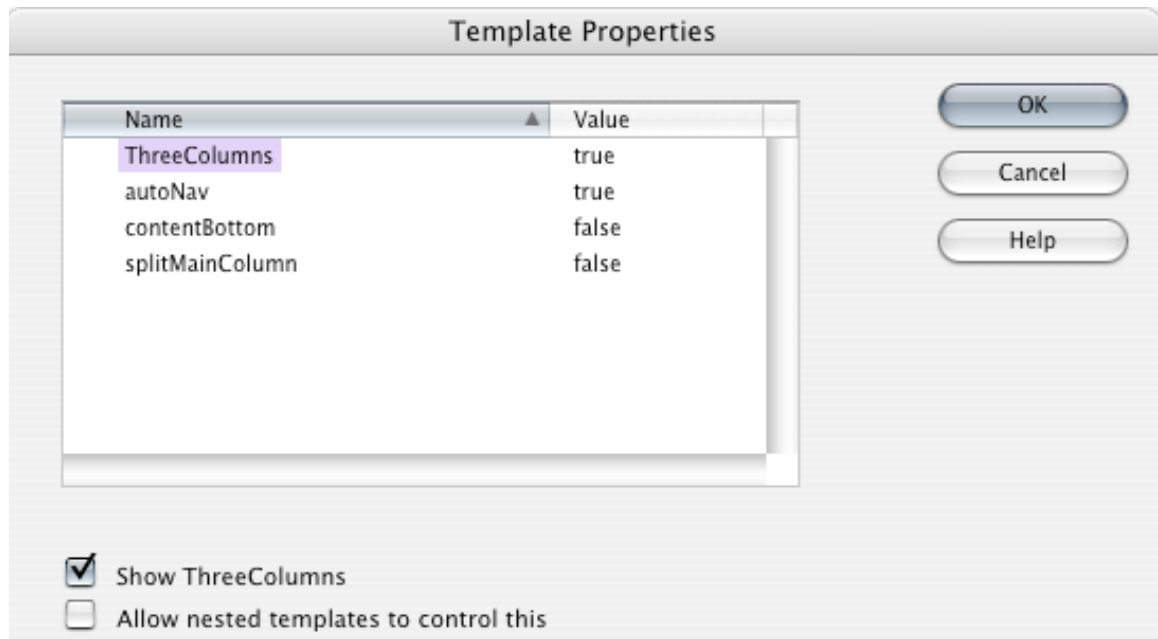 Template Properties
Name Value
ThreeColumns true
autoNav true
contentBottom false
splitMainColumn false
OK
Cancel
Help
Show ThreeColumns
Allow nested templates to control this